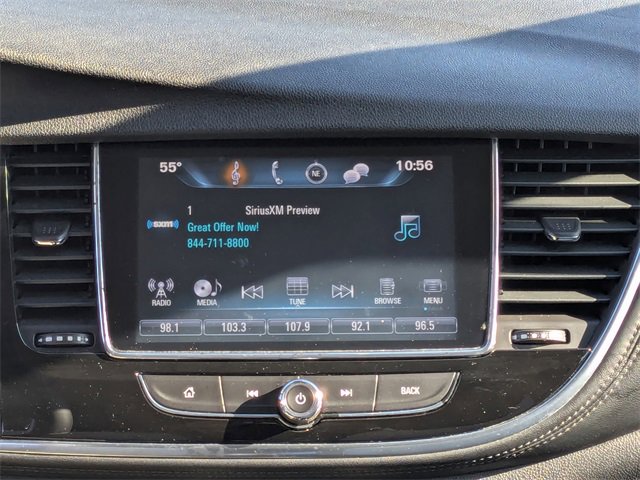 55° NE 10:56
1 SiriusXM Preview
((SXM))
Great Offer Now!
844-711-8800
RADIO MEDIA TUNE BROWSE MENU
98.1 103.3 107.9 92.1 96.5
BACK